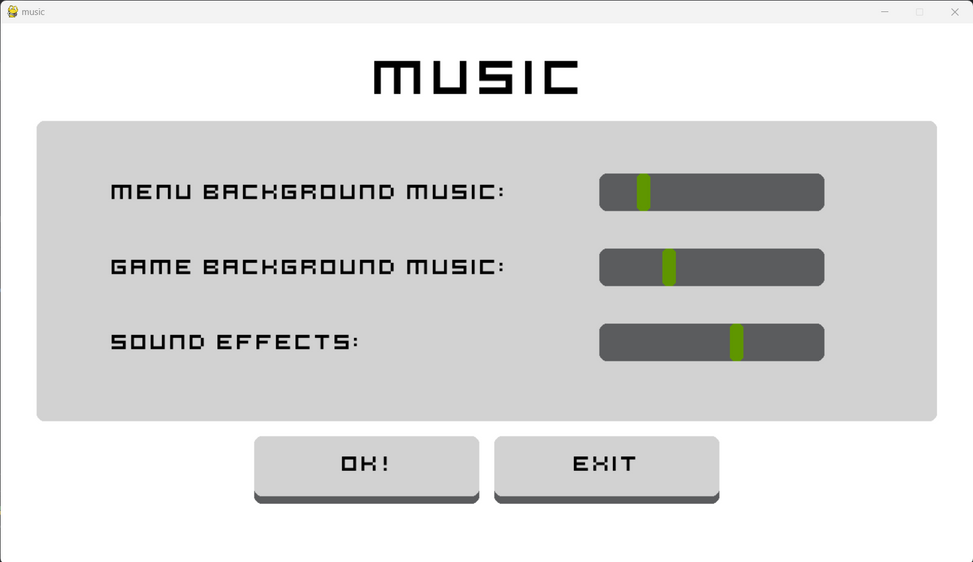 music
MUSIC
MENU BACKGROUND MUSIC:
GAME BACKGROUND MUSIC:
SOUND EFFECTS:
OK!
EXIT